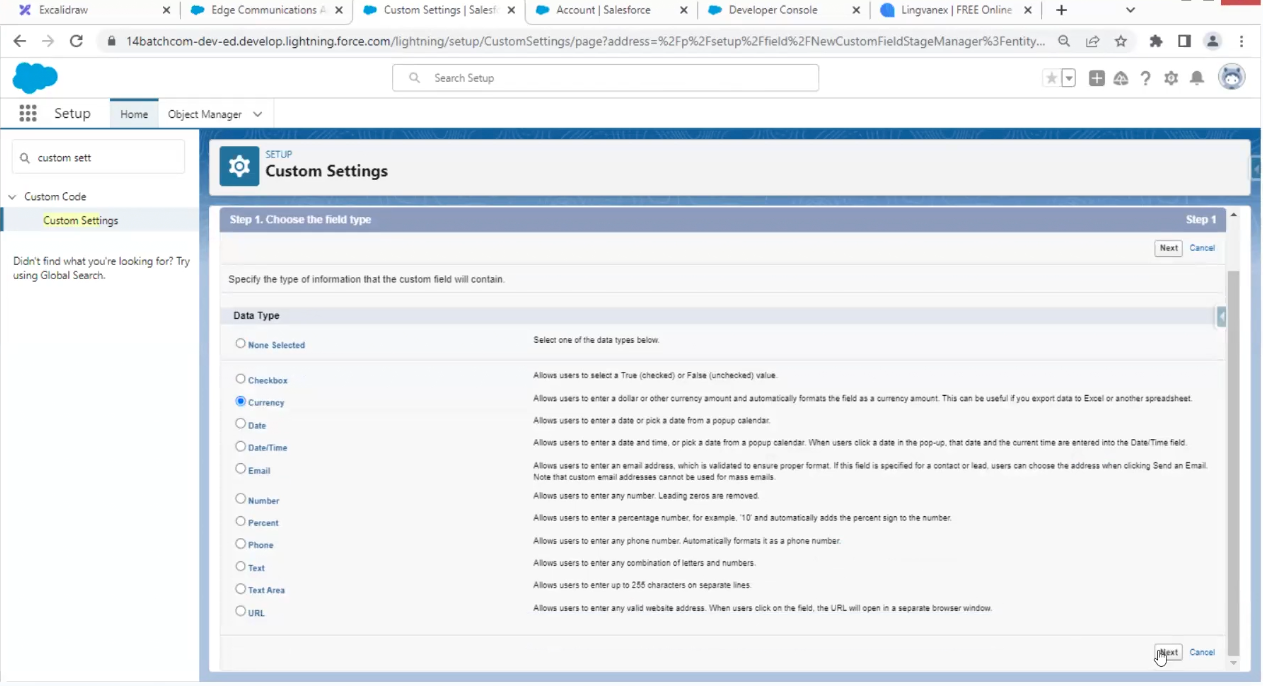 Excalidraw
Edge Communications A
Custom Settings | Salesf
Account | Salesforce
Developer Console
Lingvanex | FREE Online
14batchcom-dev-ed.develop.lightning.force.com/lightning/setup/CustomSettings/page?address=%2Fp%2Fsetup%2Ffield%2FNewCustomFieldStageManager%3Fentity...
Search Setup
Setup
Home
Object Manager
custom sett
Custom Code
Custom Settings
Didn't find what you're looking for? Try
using Global Search.
SETUP
Custom Settings
Step 1. Choose the field type
Step 1
Next
Cancel
Specify the type of information that the custom field will contain.
Data Type
None Selected
Select one of the data types below.
Checkbox
Allows users to select a True (checked) or False (unchecked) value.
Currency
Allows users to enter a dollar or other currency amount and automatically formats the field as a currency amount. This can be useful if you export data to Excel or another spreadsheet.
Date
Allows users to enter a date or pick a date from a popup calendar.
Date/Time
Allows users to enter a date and time, or pick a date from a popup calendar. When users click a date in the pop-up, that date and the current time are entered into the Date/Time field.
Email
Allows users to enter an email address, which is validated to ensure proper format. If this field is specified for a contact or lead, users can choose the address when clicking Send an Email.
Note that custom email addresses cannot be used for mass emails.
Number
Allows users to enter any number. Leading zeros are removed.
Percent
Allows users to enter a percentage number, for example, '10' and automatically adds the percent sign to the number.
Phone
Allows users to enter any phone number. Automatically formats it as a phone number.
Text
Allows users to enter any combination of letters and numbers.
Text Area
Allows users to enter up to 255 characters on separate lines.
URL
Allows users to enter any valid website address. When users click on the field, the URL will open in a separate browser window.
Next
Cancel